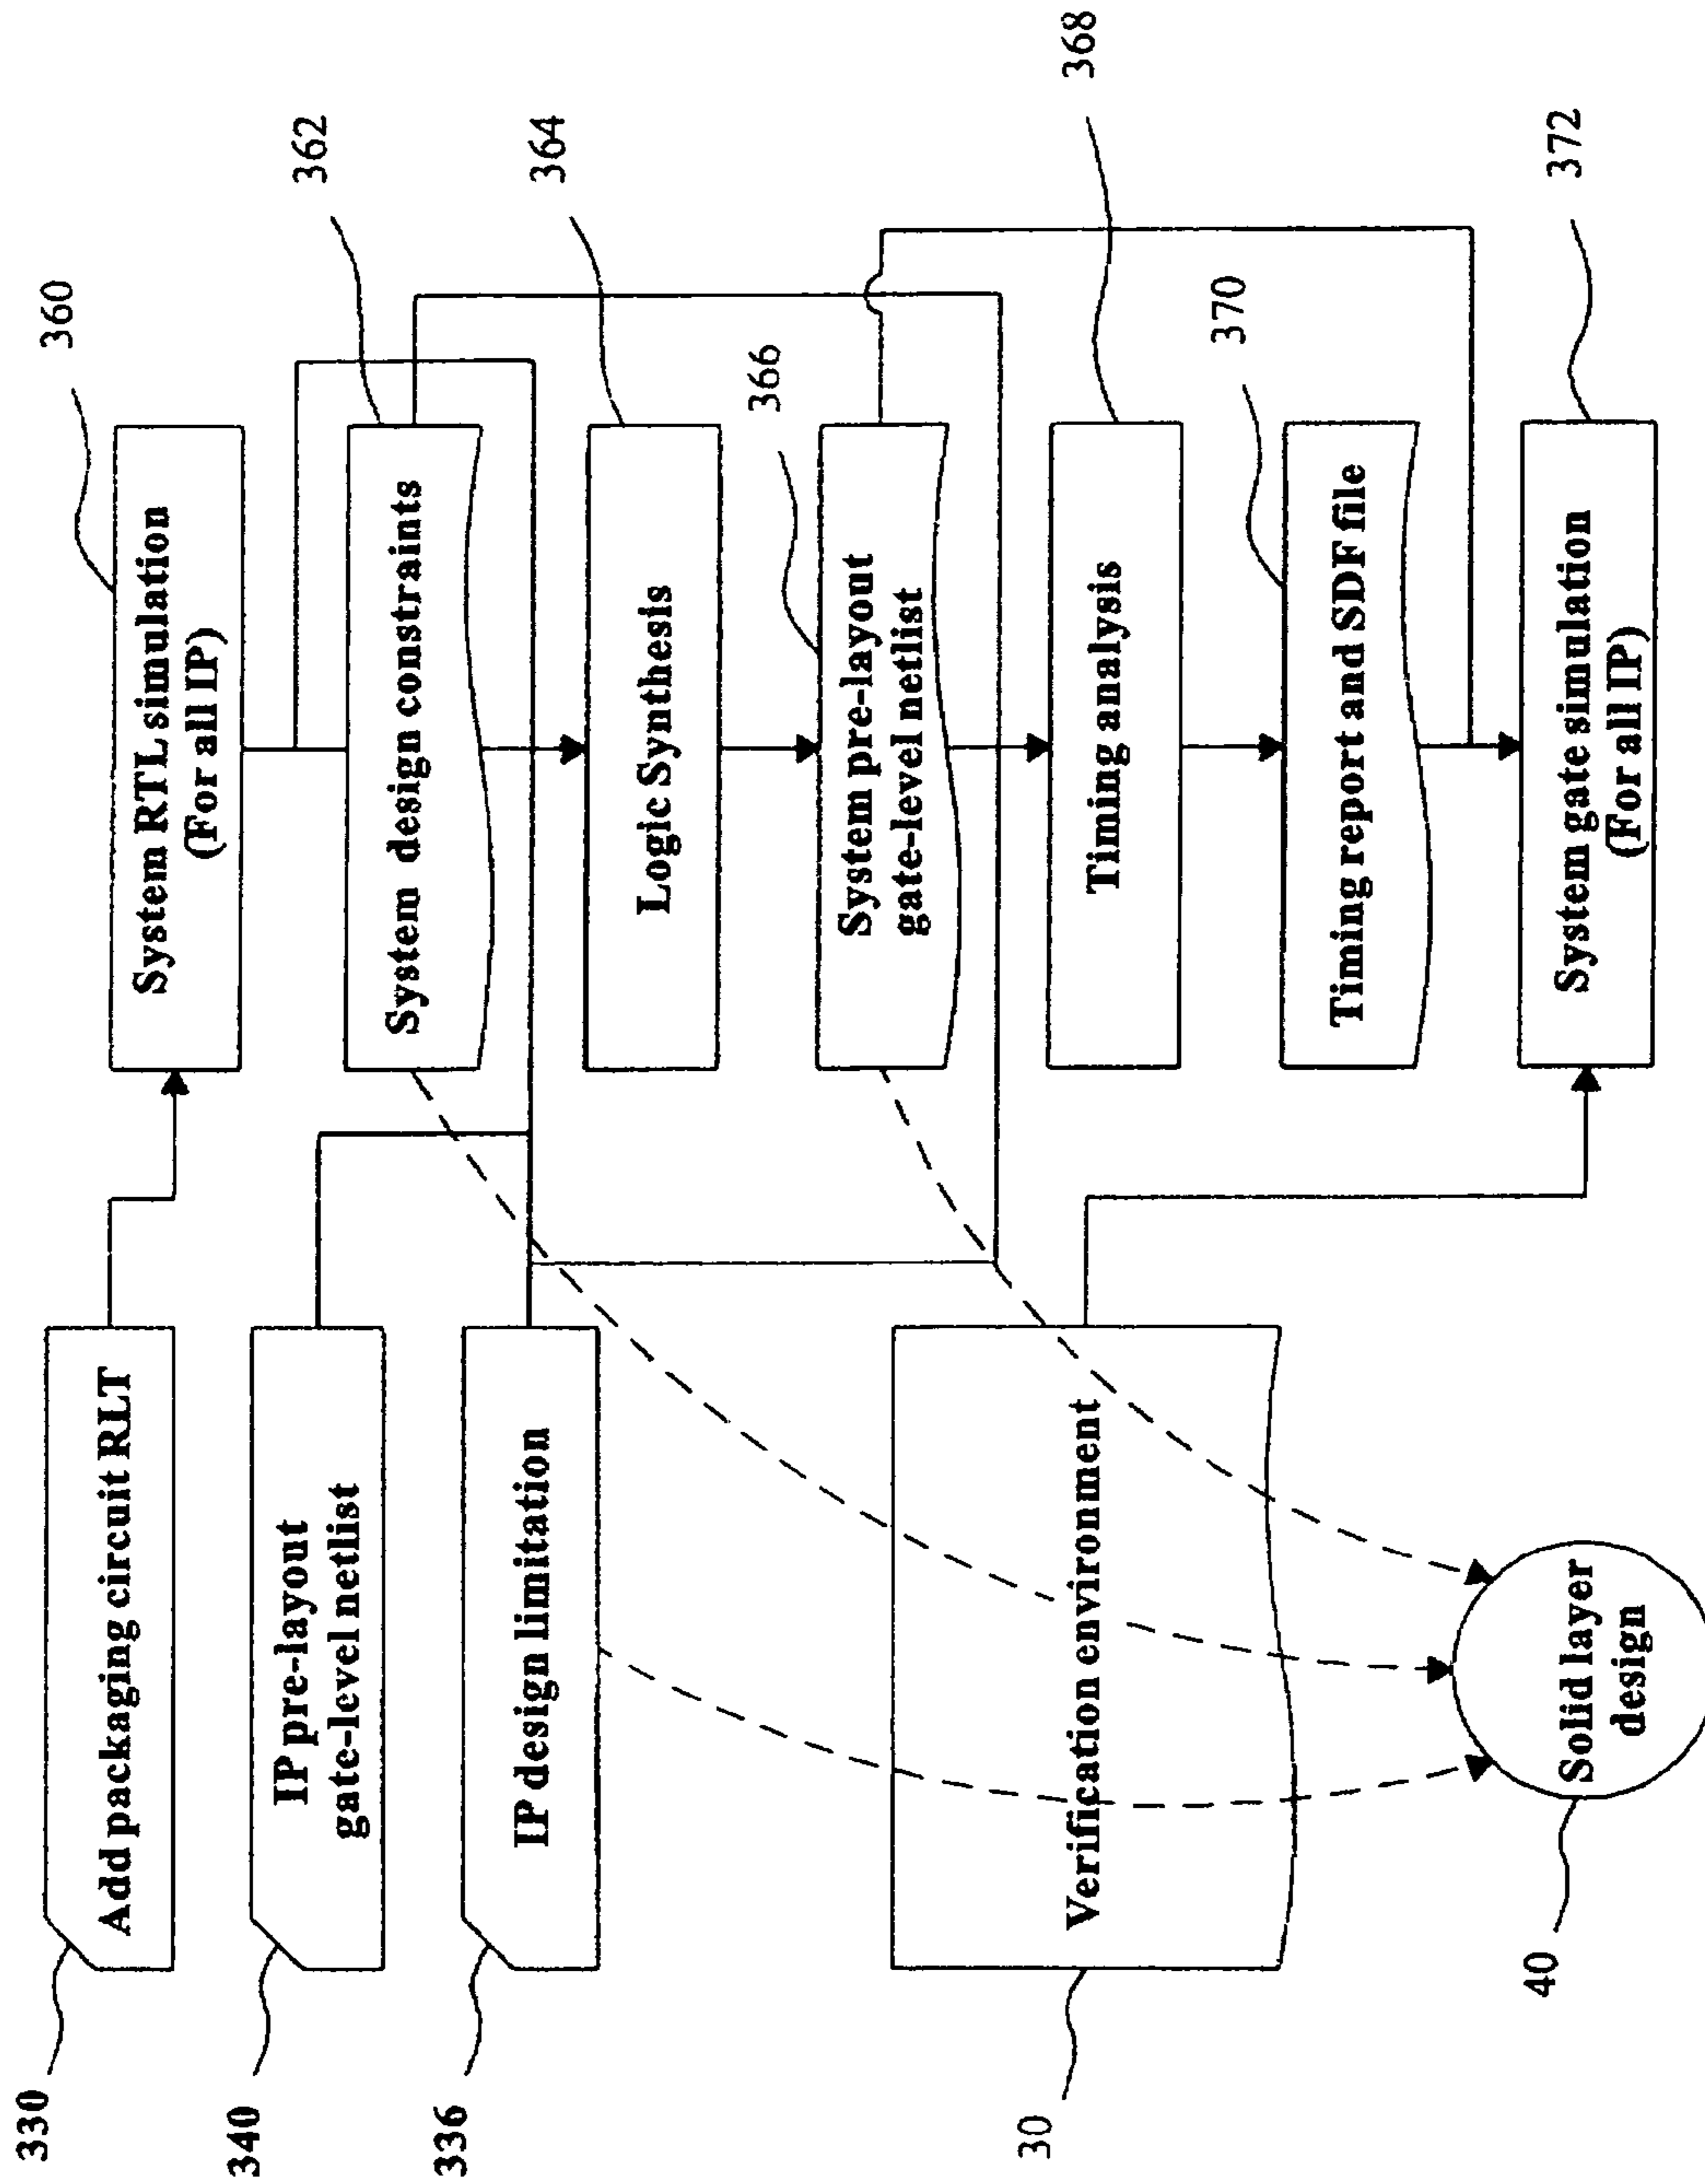 330
Add packaging circuit RLT
340
IP pre-layout
gate-level netlist
336
IP design limitation
30
Verification environment
40
Solid layer
design
360
System RTL simulation
(For all IP)
362
System design constraints
364
Logic Synthesis
366
System pre-layout
gate-level netlist
368
Timing analysis
370
Timing report and SDF file
372
System gate simulation
(For all IP)